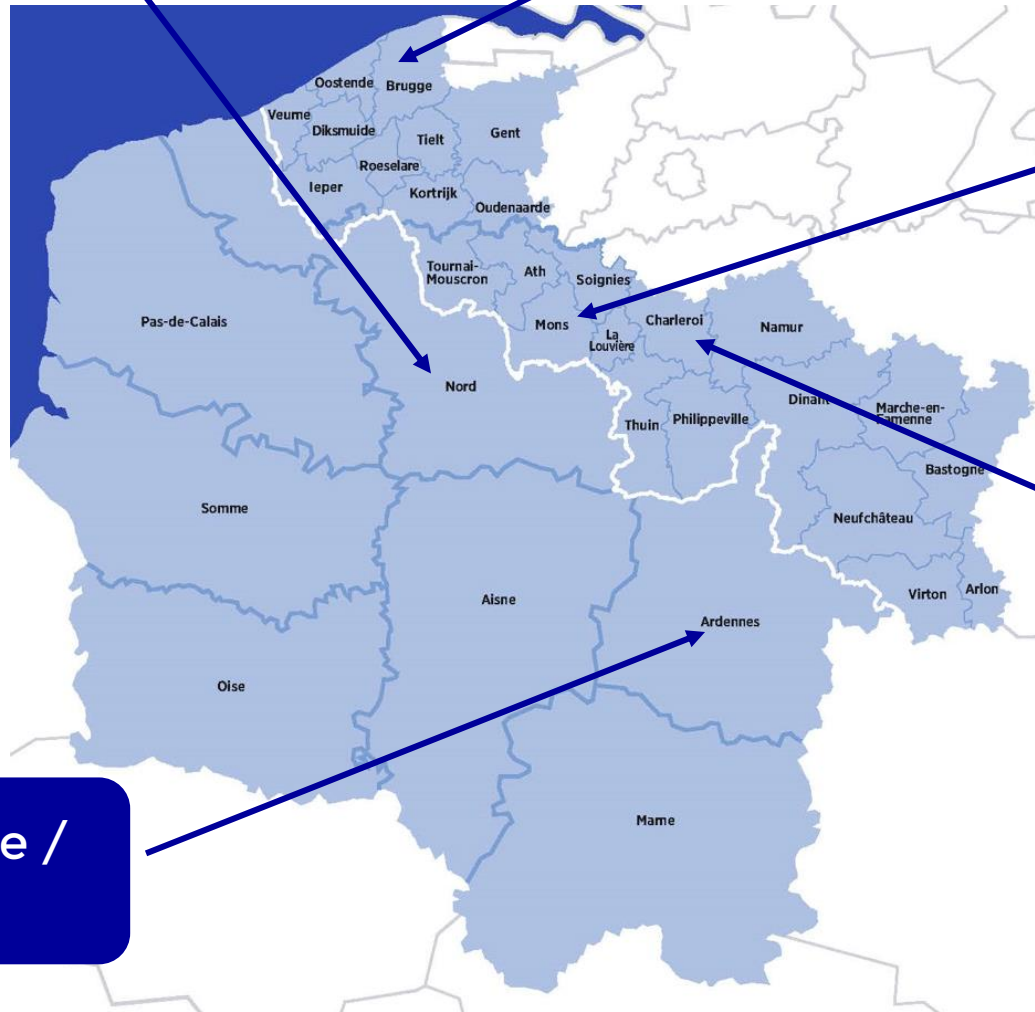 Oostende
Brugge
Veurne
Diksmuide
Tielt
Gent
Roeselare
Ieper
Kortrijk
Oudenaarde
Tournai-
Mouscron
Ath
Soignies
Pas-de-Calais
Mons
La
Louvière
Charleroi
Namur
Nord
Dinant
Marche-en-
Famenne
Thuin
Philippeville
Bastogne
Somme
Neufchâteau
Aisne
Virton
Arlon
Ardennes
Oise
Marne
e /